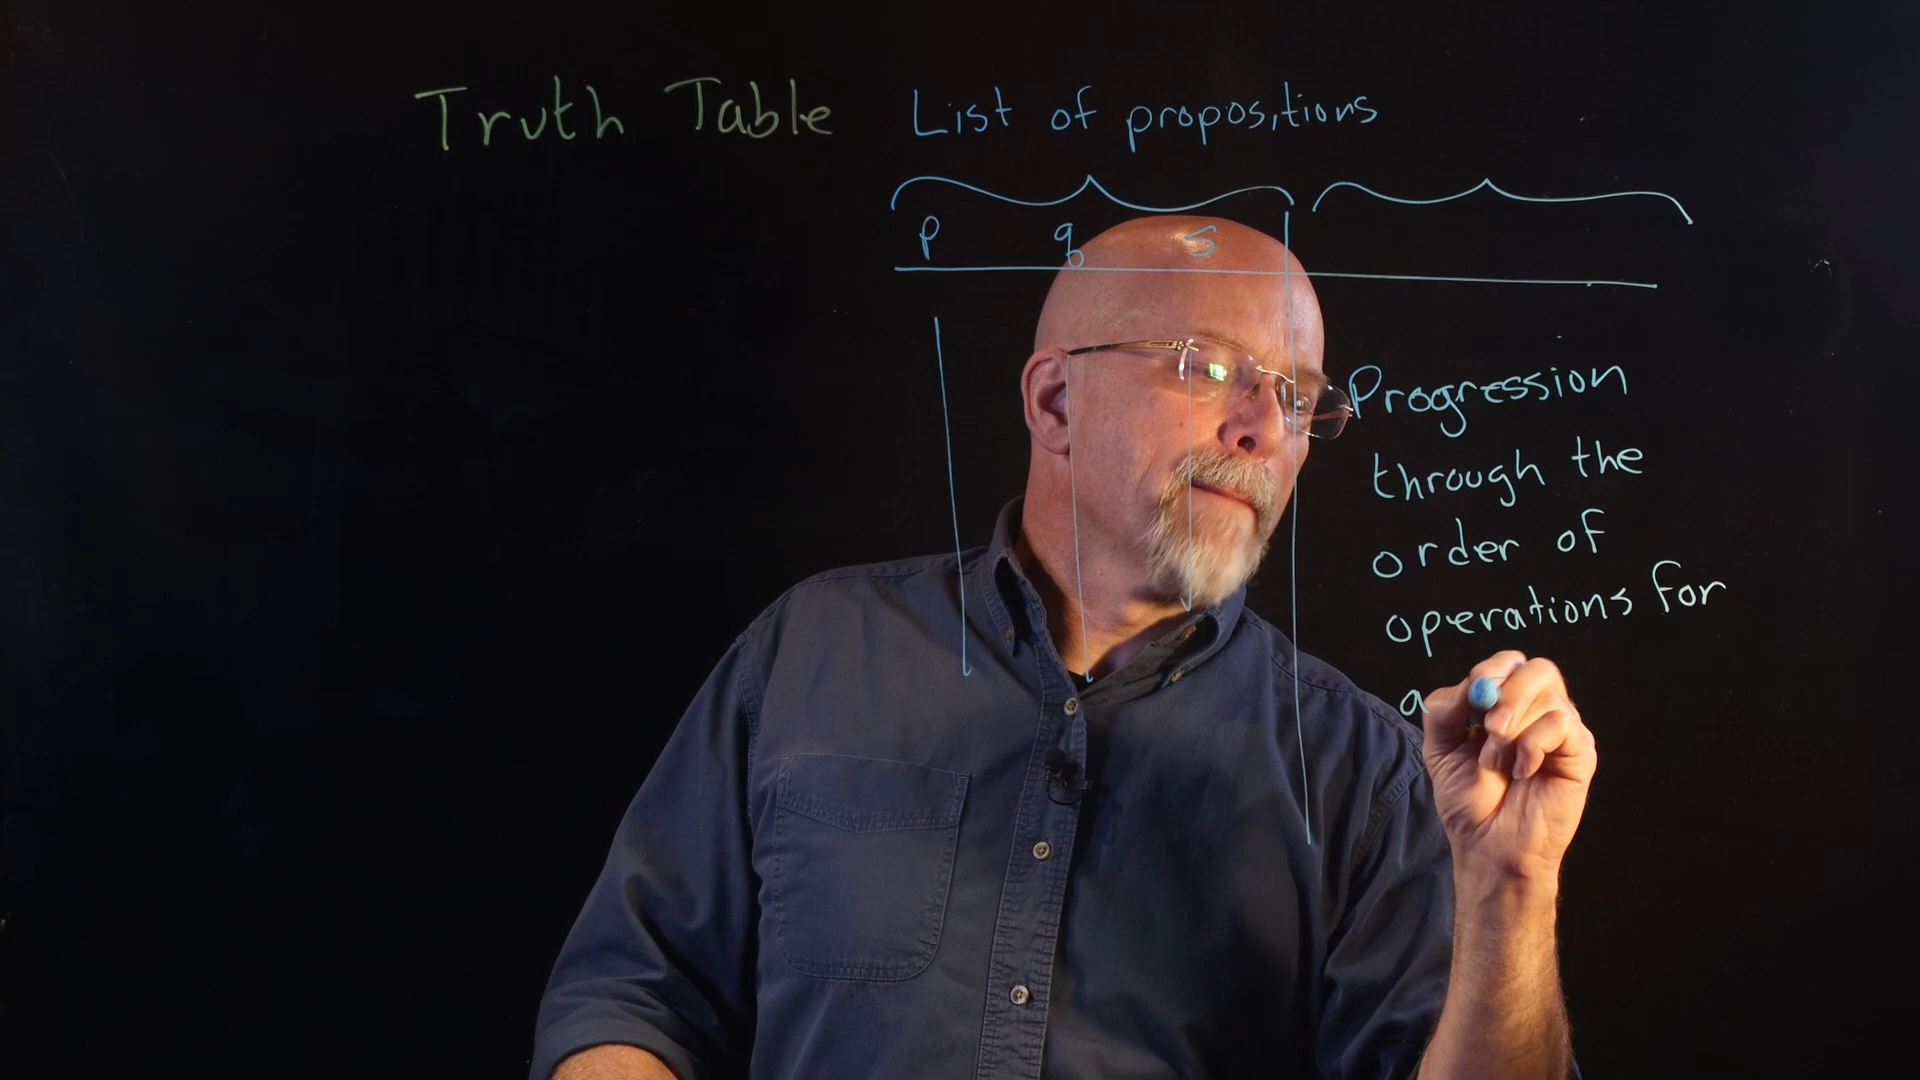 Truth Table List of propositions
p q s
Progression
through the
order of
operations for
a